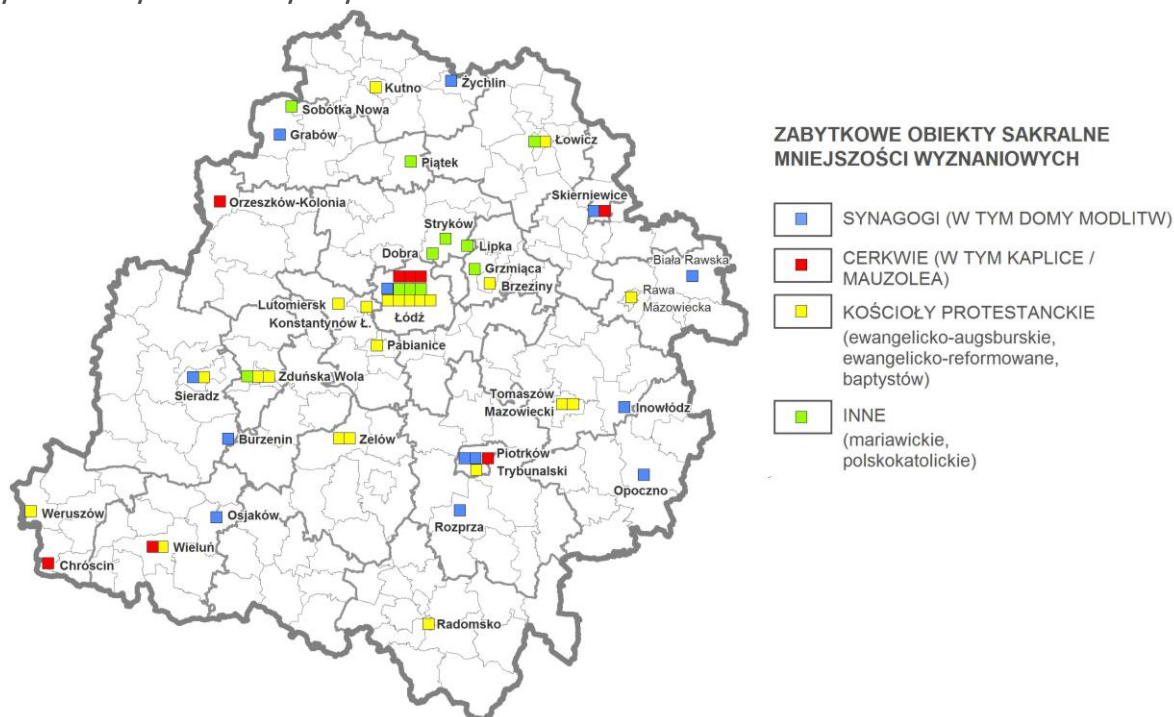 Kutno
Żychlin
Sobótka Nowa
Grabów
Łowicz
Piątek
Skierniewice
Orzeszków-Kolonia
Stryków
Lipka
Dobra
Grzmiąca
Brzeziny
Biała Rawska
Rawa
Mazowiecka
Lutomiersk
Konstantynów Ł.
Łódź
Pabianice
Zduńska Wola
Sieradz
Tomaszów
Mazowiecki
Inowłódz
Burzenin
Zelów
Piotrków
Trybunalski
Opoczno
Weruszów
Osjaków
Rozprza
Wieluń
Chróscin
Radomsko
ZABYTKOWE OBIEKTY SAKRALNE
MNIEJSZOŚCI WYZNANIOWYCH
SYNAGOGI (W TYM DOMY MODLITW)
CERKWIE (W TYM KAPLICE /
MAUZOLEA)
KOŚCIOŁY PROTESTANCKIE
(ewangelicko-augsburskie,
ewangelicko-reformowane,
baptystów)
INNE
(mariawickie,
polskokatolickie)